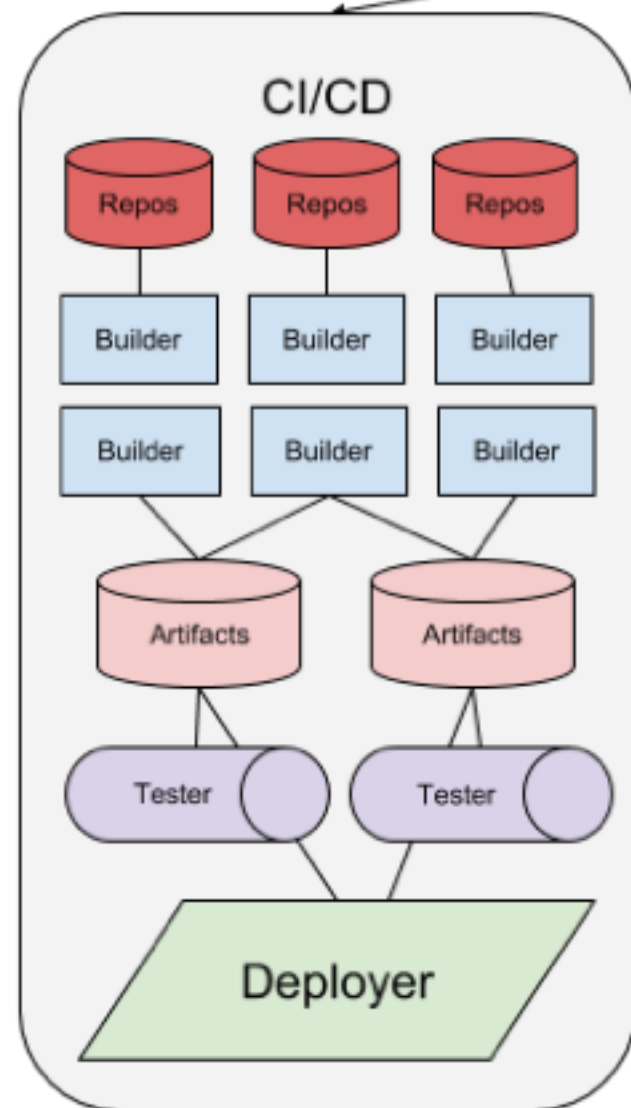 CI/CD
Repos
Repos
Repos
Builder
Builder
Builder
Builder
Builder
Builder
Artifacts
Artifacts
Tester
Tester
Deployer